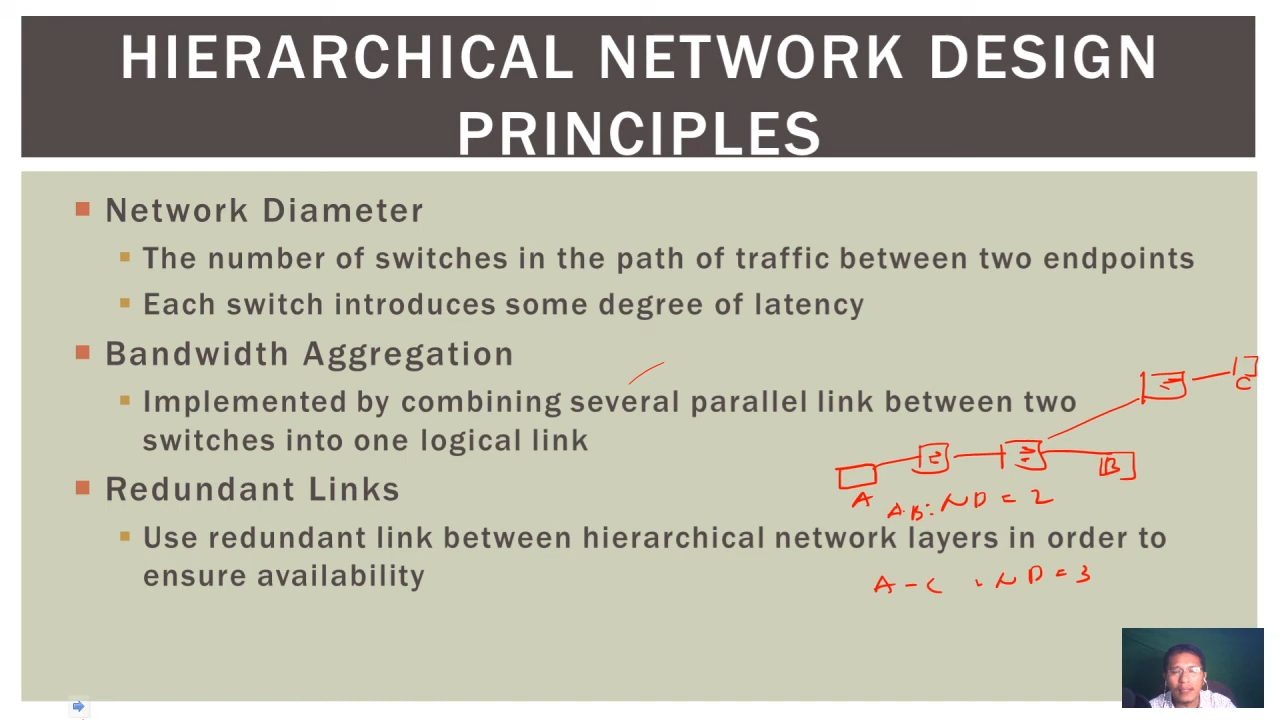 HIERARCHICAL NETWORK DESIGN
PRINCIPLES
Network Diameter
The number of switches in the path of traffic between two endpoints
Each switch introduces some degree of latency
Bandwidth Aggregation
Implemented by combining several parallel link between two
switches into one logical link
Redundant Links
Use redundant link between hierarchical network layers in order to
ensure availability
C
B
A
A-B: ND = 2
A-C : ND = 3